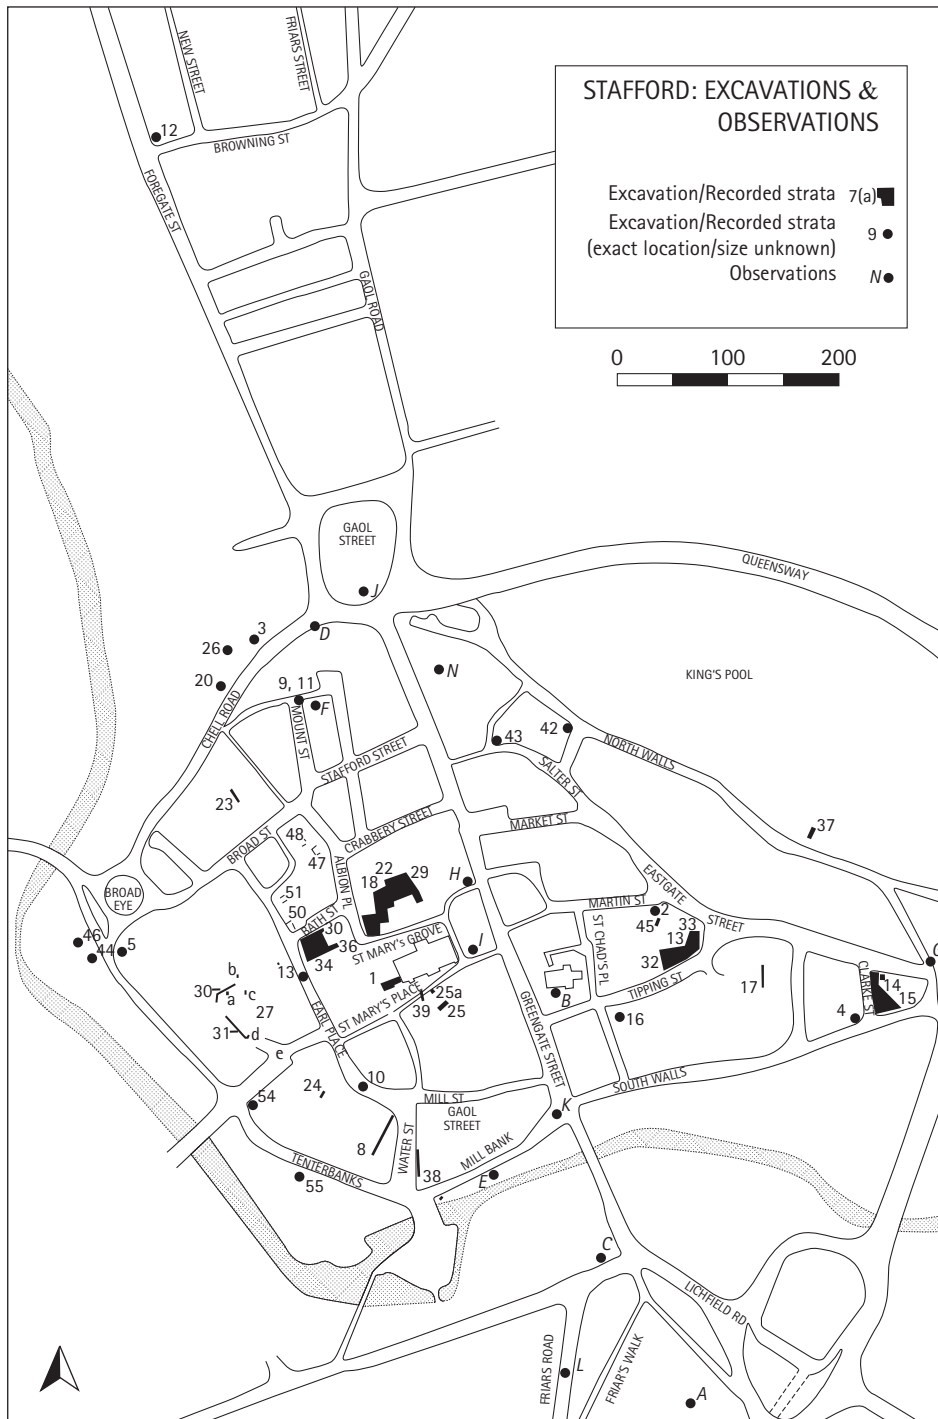 NEW STREET
FRIARS STREET
STAFFORD: EXCAVATIONS &
OBSERVATIONS
12
BROWNING ST
FOREGATE ST
Excavation/Recorded strata 7(a)
Excavation/Recorded strata
(exact location/size unknown) 9
Observations N
GAOL ROAD
0 100 200
GAOL
STREET
QUEENSWAY
J
3
D
26
KING'S POOL
N
20
9, 11
F
CHELL ROAD
MOUNT ST
42
43
STAFFORD STREET
NORTH WALLS
SALTER ST
23
37
CRABBERY STREET
MARKET ST
BROAD ST
48
47
ALBION PL
22
29
18
H
EASTGATE
STREET
BROAD
EYE
51
50
BATH ST
MARTIN ST
2
45
30
36
ST MARY's GROVE
I
ST CHAD'S PL
33
13
46
44
5
34
32
G
b
13
1
TIPPING ST
17
CLARKE ST
14
15
30
a
c
ST MARY'S PLACE
25a
B
27
39
25
16
4
31
d
EARL PLACE
GREENGATE STREET
e
SOUTH WALLS
24
10
54
MILL ST
K
GAOL
STREET
8
WATER ST
MILL BANK
TENTERBANKS
38
E
55
C
LICHFIELD RD
FRIARS ROAD
FRIAR'S WALK
L
A